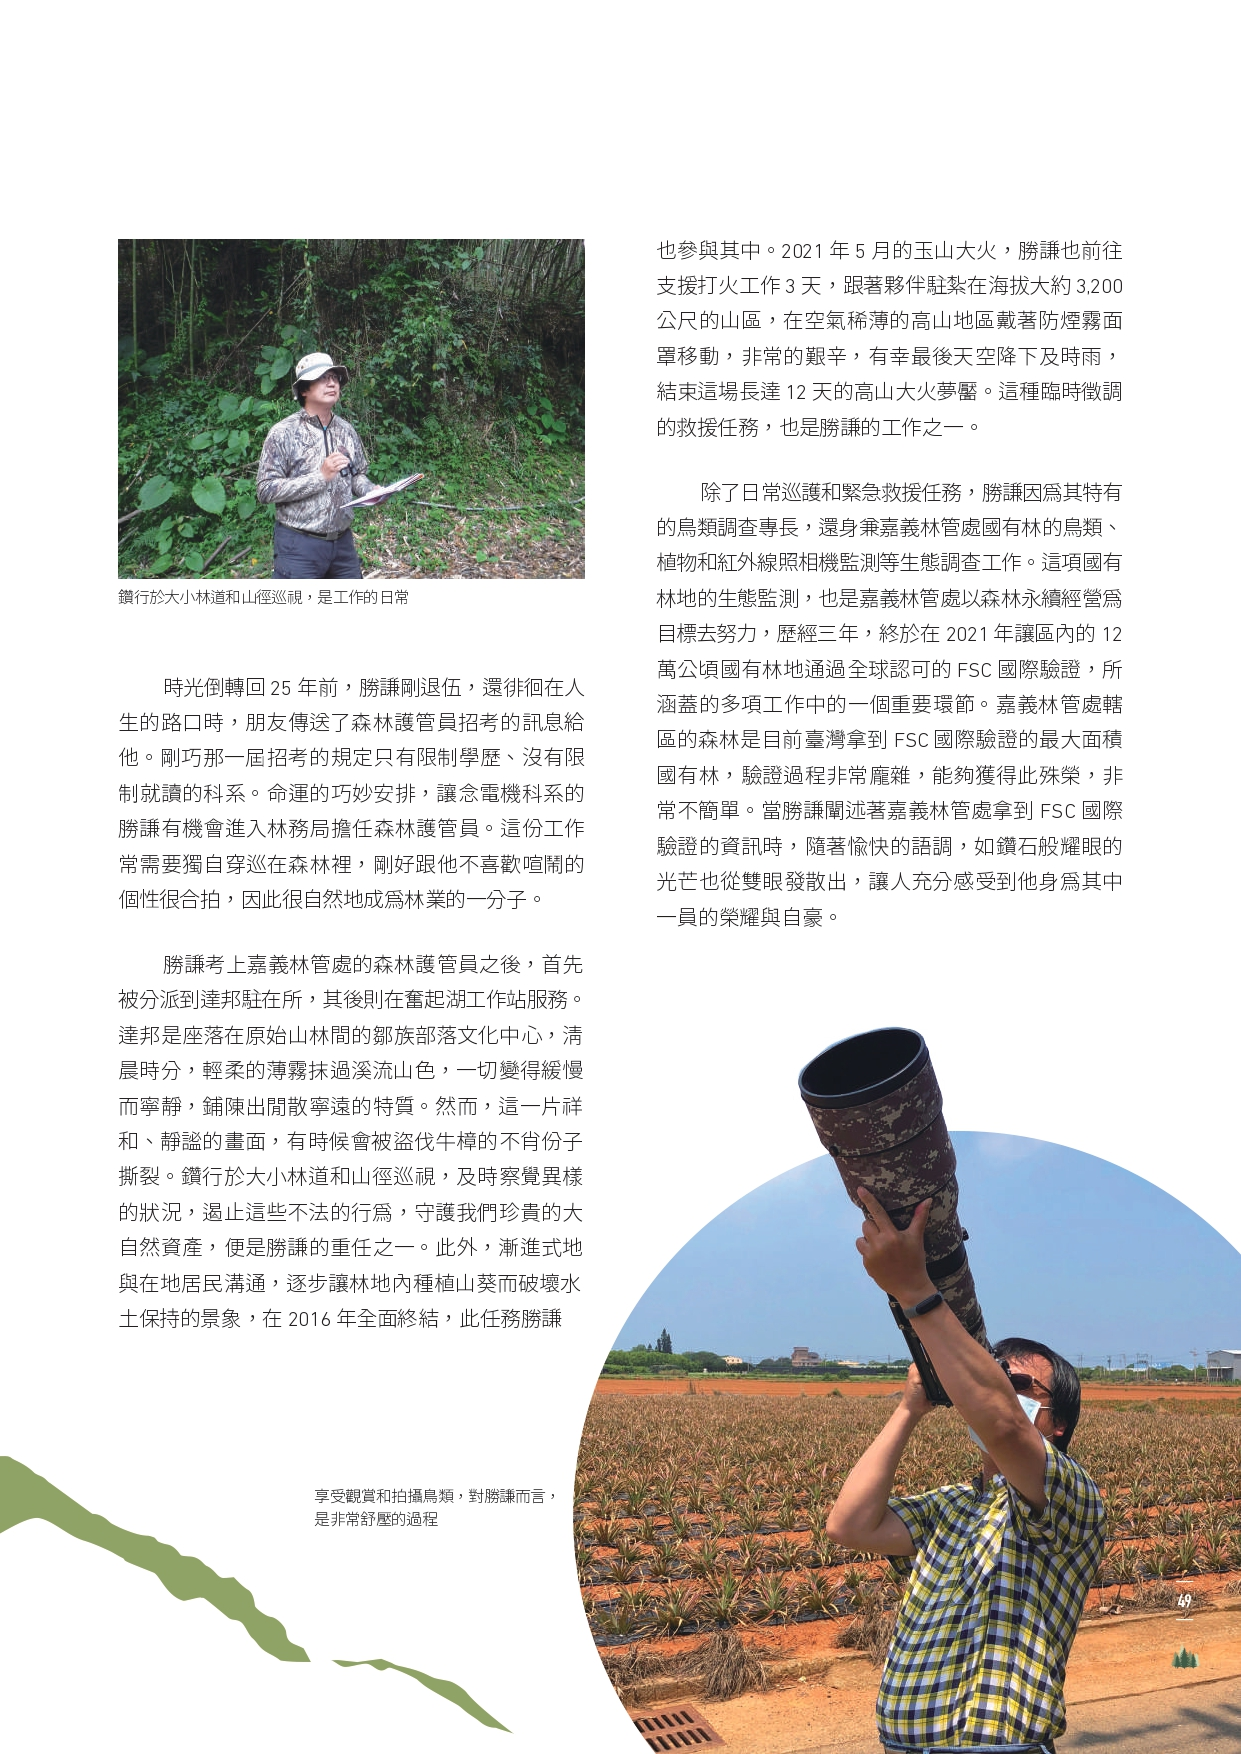 鑽行於大小林道和山徑巡視，是工作的日常
時光倒轉回 25 年前，勝謙剛退伍，還徘徊在人
生的路口時，朋友傳送了森林護管員招考的訊息給
他。剛巧那一屆招考的規定只有限制學歷、沒有限
制就讀的科系。命運的巧妙安排，讓念電機科系的
勝謙有機會進入林務局擔任森林護管員。這份工作
常需要獨自穿巡在森林裡，剛好跟他不喜歡喧鬧的
個性很合拍，因此很自然地成為林業的一分子。
勝謙考上嘉義林管處的森林護管員之後，首先
被分派到達邦駐在所，其後則在奮起湖工作站服務。
達邦是座落在原始山林間的鄒族部落文化中心，清
晨時分，輕柔的薄霧抹過溪流山色，一切變得緩慢
而寧靜，鋪陳出閒散寧遠的特質。然而，這一片祥
和、靜謐的畫面，有時候會被盜伐牛樟的不肖份子
撕裂。鑽行於大小林道和山徑巡視，及時察覺異樣
的狀況，遏止這些不法的行為，守護我們珍貴的大
自然資產，便是勝謙的重任之一。此外，漸進式地
與在地居民溝通，逐步讓林地內種植山葵而破壞水
土保持的景象，在 2016 年全面終結，此任務勝謙
也參與其中。2021 年 5 月的玉山大火，勝謙也前往
支援打火工作 3 天，跟著夥伴駐紮在海拔大約 3,200
公尺的山區，在空氣稀薄的高山地區戴著防煙霧面
罩移動，非常的艱辛，有幸最後天空降下及時雨，
結束這場長達 12 天的高山大火夢靨。這種臨時徵調
的救援任務，也是勝謙的工作之一。
除了日常巡護和緊急救援任務，勝謙因為其特有
的鳥類調查專長，還身兼嘉義林管處國有林的鳥類、
植物和紅外線照相機監測等生態調查工作。這項國有
林地的生態監測，也是嘉義林管處以森林永續經營為
目標去努力，歷經三年，終於在 2021 年讓區內的 12
萬公頃國有林地通過全球認可的 FSC 國際驗證，所
涵蓋的多項工作中的一個重要環節。嘉義林管處轄
區的森林是目前臺灣拿到 FSC 國際驗證的最大面積
國有林，驗證過程非常龐雜，能夠獲得此殊榮，非
常不簡單。當勝謙闡述著嘉義林管處拿到 FSC 國際
驗證的資訊時，隨著愉快的語調，如鑽石般耀眼的
光芒也從雙眼發散出，讓人充分感受到他身為其中
一員的榮耀與自豪。
享受觀賞和拍攝鳥類，對勝謙而言，
是非常舒壓的過程
49